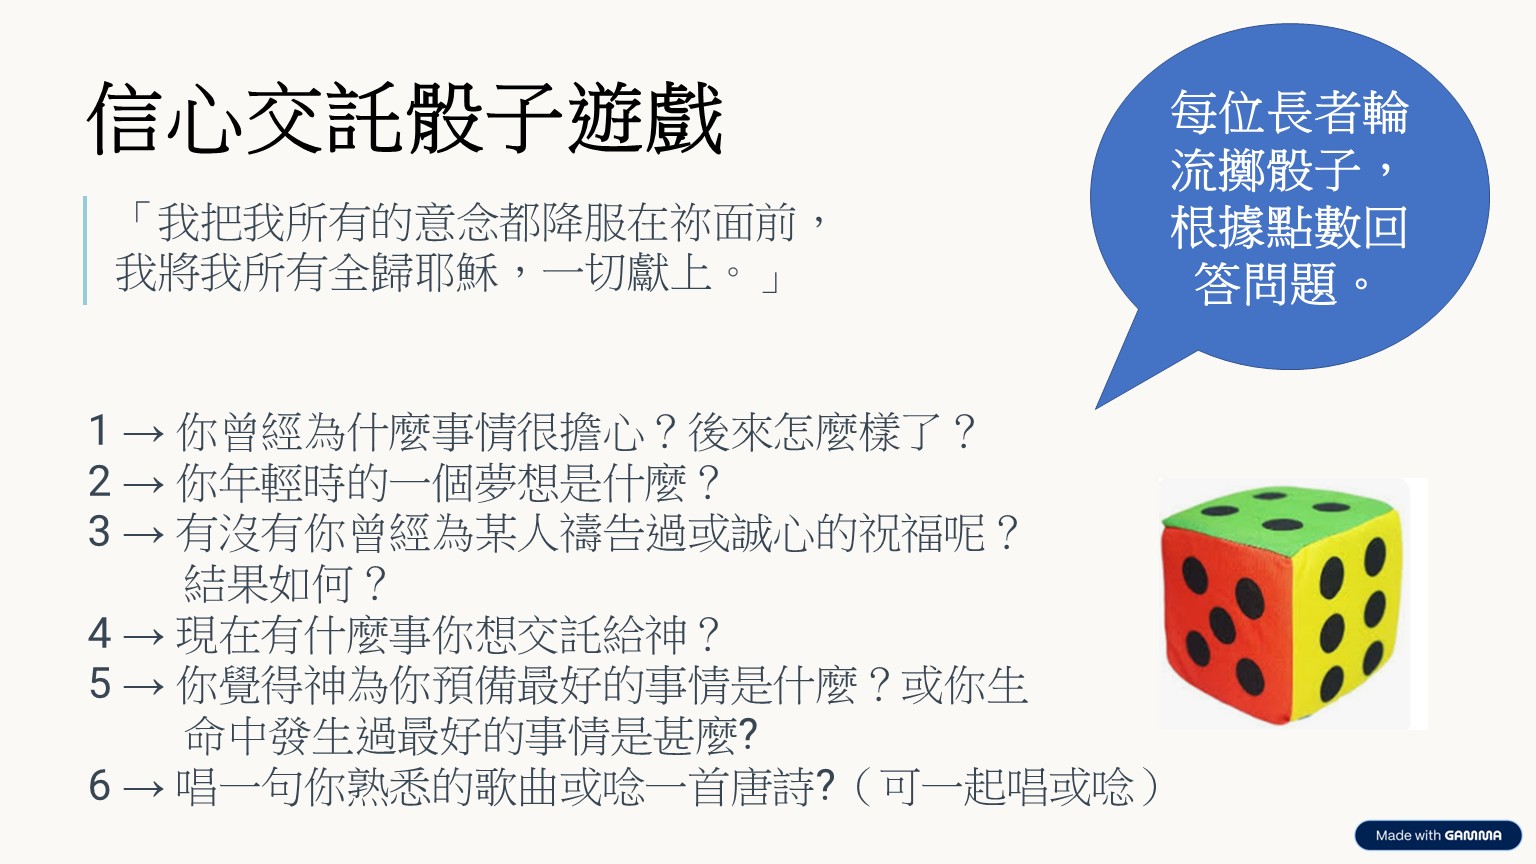 信心交託骰子遊戲
「我把我所有的意念都降服在祢面前，
我將我所有全歸耶穌，一切獻上。」
每位長者輪
流擲骰子，
根據點數回
答問題。
1 → 你曾經為什麼事情很擔心？後來怎麼樣了？
2 → 你年輕時的一個夢想是什麼？
3 → 有沒有你曾經為某人禱告過或誠心的祝福呢？
結果如何？
4 → 現在有什麼事你想交託給神？
5 → 你覺得神為你預備最好的事情是什麼？或你生
命中發生過最好的事情是甚麼?
6 → 唱一句你熟悉的歌曲或唸一首唐詩?（可一起唱或唸）
Made with GAMMA